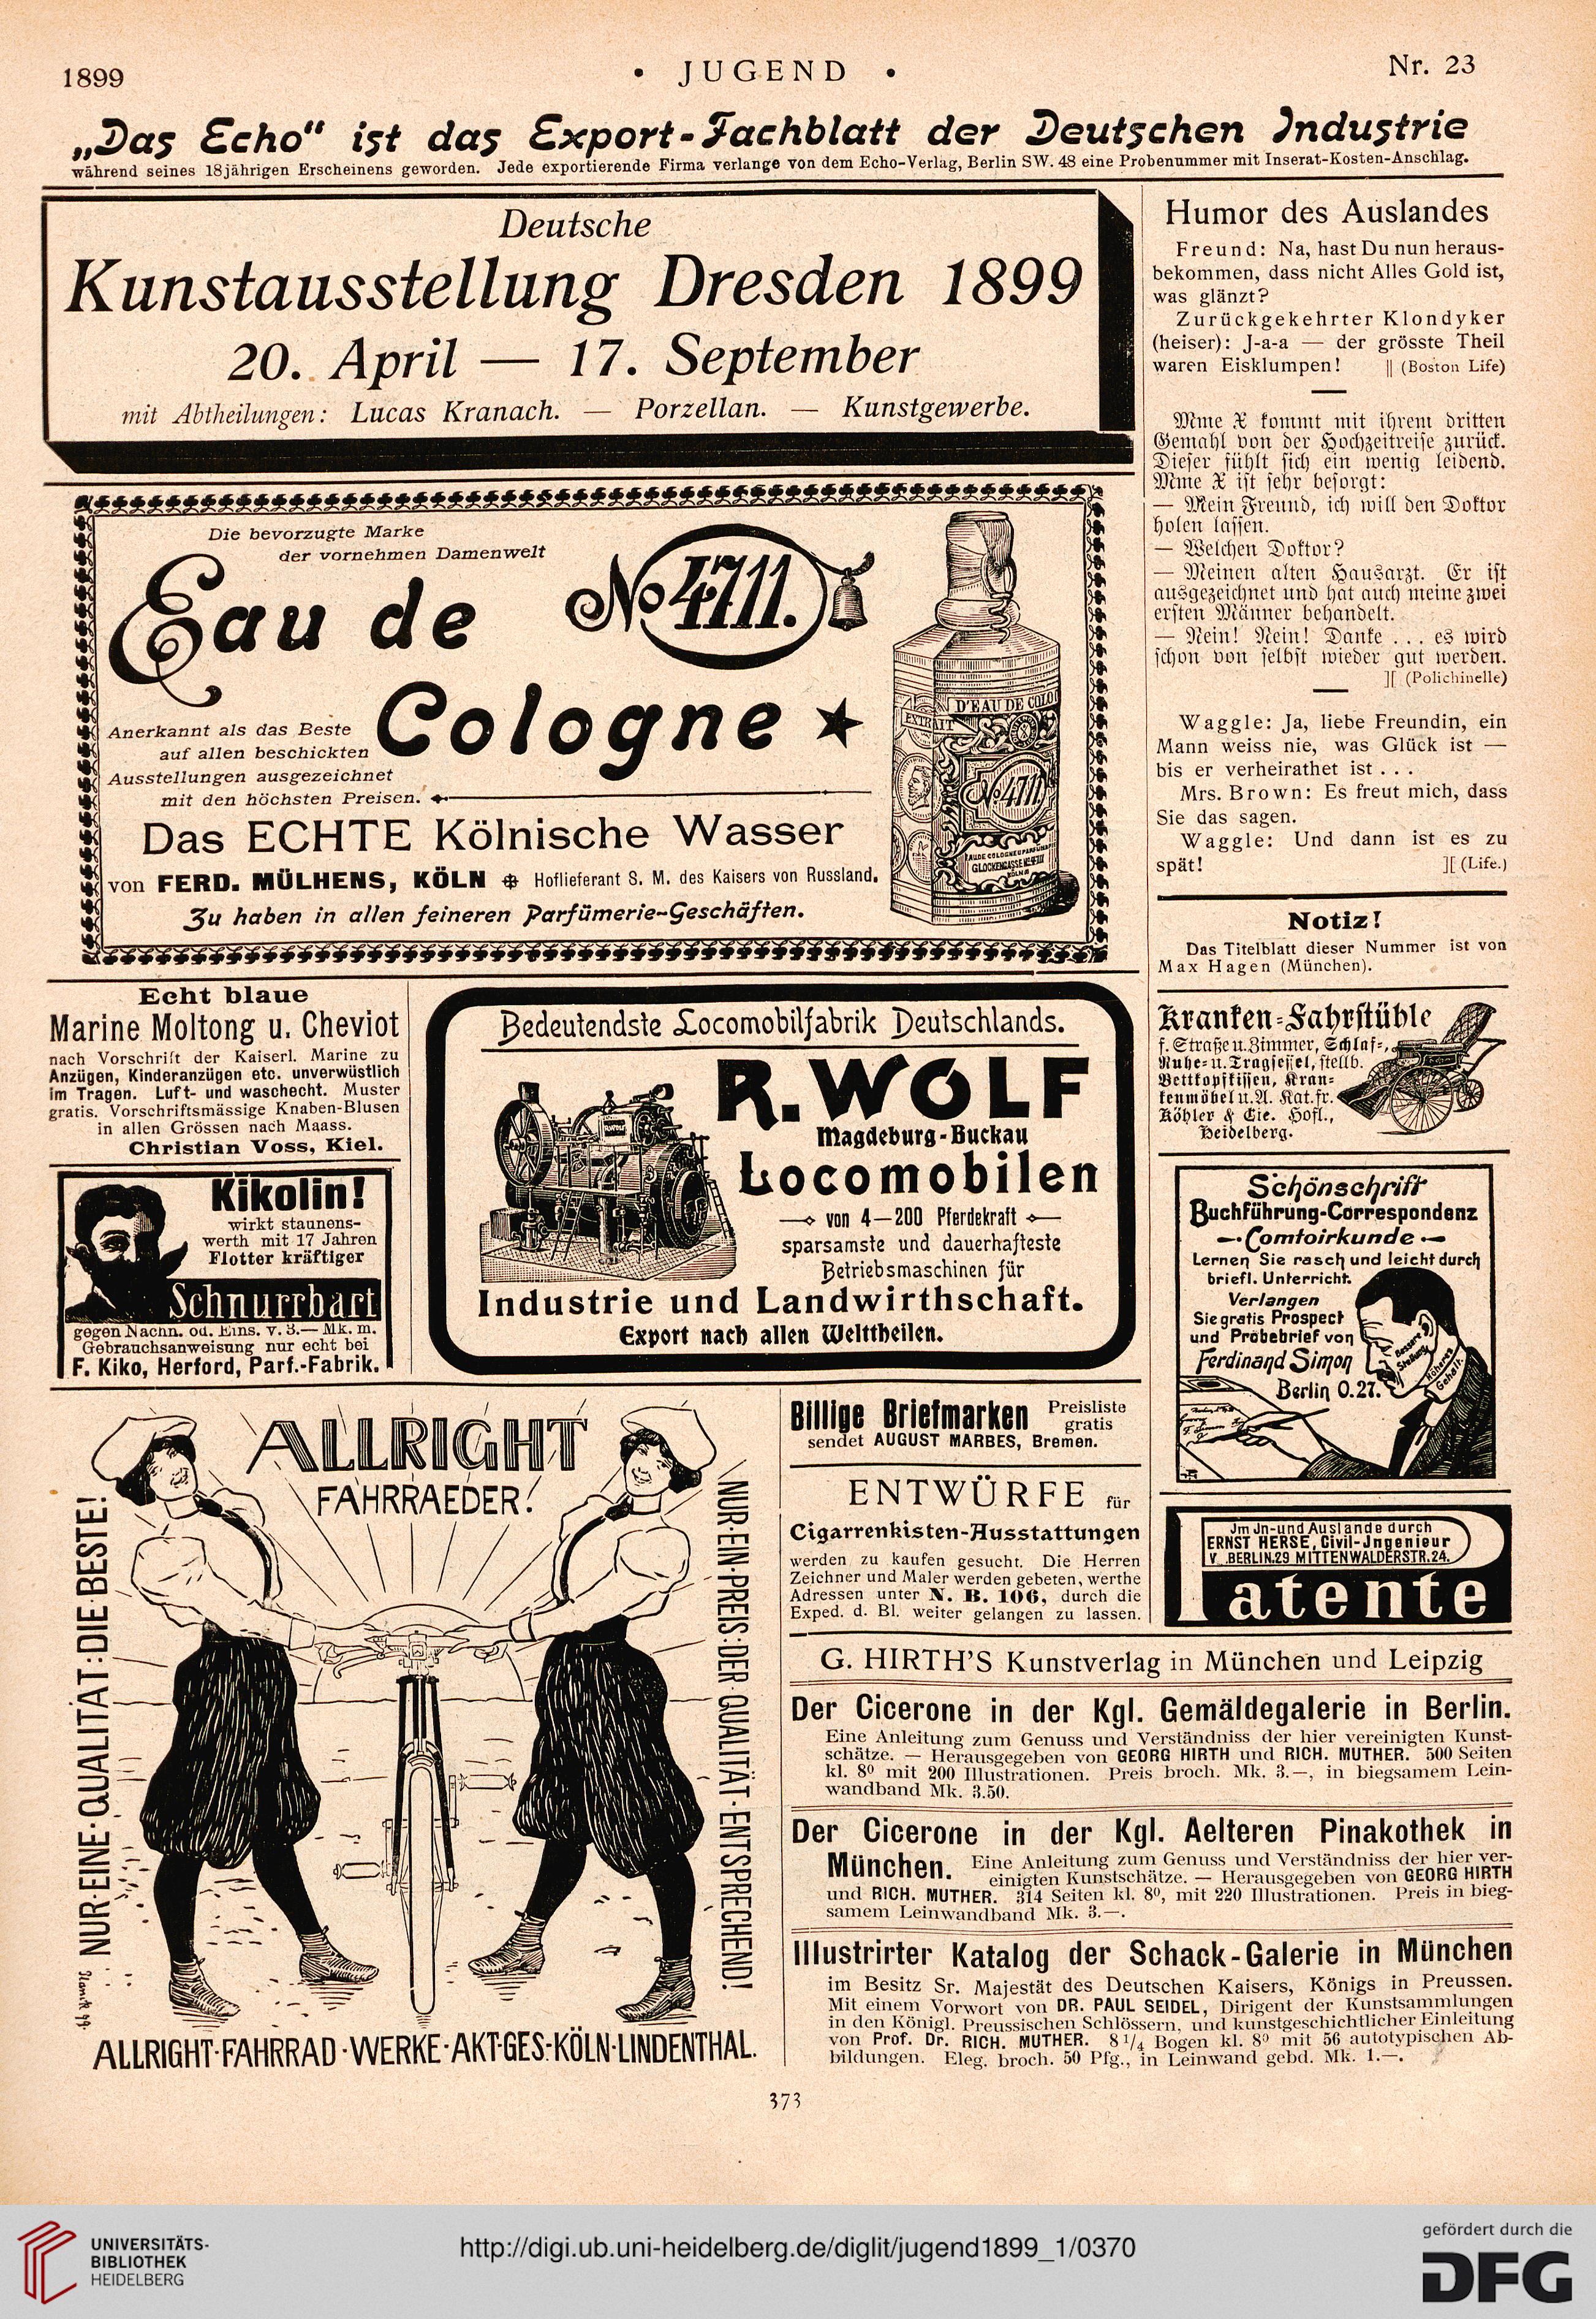 1899
• JUGEND •
Nr. 23
„Das Echo“ ist das Export-Fachblatt der Deutschen Industrie
während seines 18jährigen Erscheinens geworden. Jede exportierende Firma verlange von dem Echo-Verlag, Berlin SW. 48 eine Probenummer mit Inserat-Kosten-Anschlag.
Deutsche
Kunstausstellung Dresden 1899
20. April — 17. September
mit Abtheilungen: Lucas Kranach. — Porzellan. — Kunstgewerbe.
Die bevorzugte Marke
der vornehmen Damenwelt
Eau de
No 4711.
Cologne ★
Anerkannt als das Beste
auf allen beschickten
Ausstellungen ausgezeichnet
mit den höchsten Preisen.
Das ECHTE Kölnische Wasser
von FERD. MÜLHENS, KÖLN Hoflieferant S. M. des Kaisers von Russland.
Zu haben in allen feineren Parfümerie-Geschäften.
EXTRAIT
D'EAU DE COLO
No 4711
GLOCKENGASSE No 4711
KÖLN
Humor des Auslandes
Freund: Na, hast Du nun heraus-
bekommen, dass nicht Alles Gold ist,
was glänzt?
Zurückgekehrter Klondyker
(heiser): J-a-a — der grösste Theil
waren Eisklumpen! || (Boston Life)
Mme X kommt mit ihrem dritten
Gemahl von der Hochzeitreise zurück.
Dieser fühlt sich ein wenig leidend.
Mme X ist sehr besorgt:
— Mein Freund, ich will den Doktor
holen lassen.
— Welchen Doktor?
— Meinen alten Hausarzt. Er ist
ausgezeichnet und hat auch meine zwei
ersten Männer behandelt.
— Nein! Nein! Danke . . . es wird
schon von selbst wieder gut werden.
][ (Polichinelle)
Waggle: Ja, liebe Freundin, ein
Mann weiss nie, was Glück ist —
bis er verheirathet ist . . .
Mrs. Brown: Es freut mich, dass
Sie das sagen.
Waggle: Und dann ist es zu
spät! ][ (Life.)
Notiz!
Das Titelblatt dieser Nummer ist von
Max Hagen (München).
Kranken-Fahrstühle
f. Straße u. Zimmer, Schlaf-,
Ruhe- u. Tragsessel, stellb.
Bettkopfkissen, Kran-
kenmöbel u. A. Kat. fr.
Köhler & Cie. Hofl.,
Heidelberg.
Echt blaue
Marine Moltong u. Cheviot
nach Vorschrift der Kaiserl. Marine zu
Anzügen, Kinderanzügen etc. unverwüstlich
im Tragen. Luft- und waschecht. Muster
gratis. Vorschriftsmässige Knaben-Blusen
in allen Grössen nach Maass.
Christian Voss, Kiel.
Kikolin!
wirkt staunens-
werth mit 17 Jahren
Flotter kräftiger
Schnurrbart
gegen Nachn. od. Eins. v. 3.— Mk. m.
Gebrauchsanweisung nur echt bei
F. Kiko, Herford, Parf.-Fabrik.
Bedeutendste Locomobilfabrik Deutschlands.
R. WOLF
Magdeburg-Buckau
Locomobilen
von 4—200 Pferdekraft
sparsamste und dauerhafteste
Betriebsmaschinen für
Industrie und Landwirthschaft.
Export nach allen Welttheilen.
Schönschrift
Buchführung-Correspondenz
Comtoirkunde
Lernen Sie rasch und leicht durch
briefl. Unterricht.
Verlangen
Sie gratis Prospect
und Probebrief von
Ferdinand Simon
Berlin O.27.
Bessere
Stellung
Höheres
Gehalt.
ALLRIGHT
FAHRRAEDER!
NUR·EINE·QUALITÄT:DIE·BESTE!
NUR·EIN·PREIS:DER·QUALITÄT·ENTSPRECHEND!
ALLRIGHT·FAHRRAD·WERKE·AKT·GES·KÖLN·LINDENTHAL.
Billige Briefmarken Preisliste
gratis
sendet AUGUST MARBES, Bremen.
ENTWÜRFE für
Cigarrenkisten-Ausstattungen
werden zu kaufen gesucht. Die Herren
Zeichner und Maler werden gebeten, werthe
Adressen unter N. B. 106, durch die
Exped. d. Bl. weiter gelangen zu lassen.
Jm Jn-und Auslande durch
ERNST HERSE, Civil-Jngenieur
V BERLIN.29 MITTENWALDERSTR.24.
Patente
G. HIRTH'S Kunstverlag in München und Leipzig
Der Cicerone in der Kgl. Gemäldegalerie in Berlin.
Eine Anleitung zum Genuss und Verständniss der hier vereinigten Kunst-
schätze. — Herausgegeben von GEORG HIRTH und RICH. MUTHER. 500 Seiten
kl. 8⁰ mit 200 Illustrationen. Preis broch. Mk. 3.—, in biegsamem Lein-
wandband Mk. 3.50.
Der Cicerone in der Kgl. Aelteren Pinakothek in
München. Eine Anleitung zum Genuss und Verständniss der hier ver-
einigten Kunstschätze. — Herausgegeben von GEORG HIRTH
und RICH. MUTHER. 314 Seiten kl. 8⁰, mit 220 Illustrationen. Preis in bieg-
samem Leinwandband Mk. 3.—.
Illustrirter Katalog der Schack-Galerie in München
im Besitz Sr. Majestät des Deutschen Kaisers, Königs in Preussen.
Mit einem Vorwort von DR. PAUL SEIDEL, Dirigent der Kunstsammlungen
in den Königl. Preussischen Schlössern, und kunstgeschichtlicher Einleitung
von Prof. Dr. RICH. MUTHER. 8 1/4 Bogen kl. 8⁰ mit 56 autotypischen Ab-
bildungen. Eleg. broch. 50 Pfg., in Leinwand gebd. Mk. 1.—.
373
UNIVERSITÄTS-
BIBLIOTHEK
HEIDELBERG
http://digi.ub.uni-heidelberg.de/diglit/jugend1899_1/0370
gefördert durch die
DFG